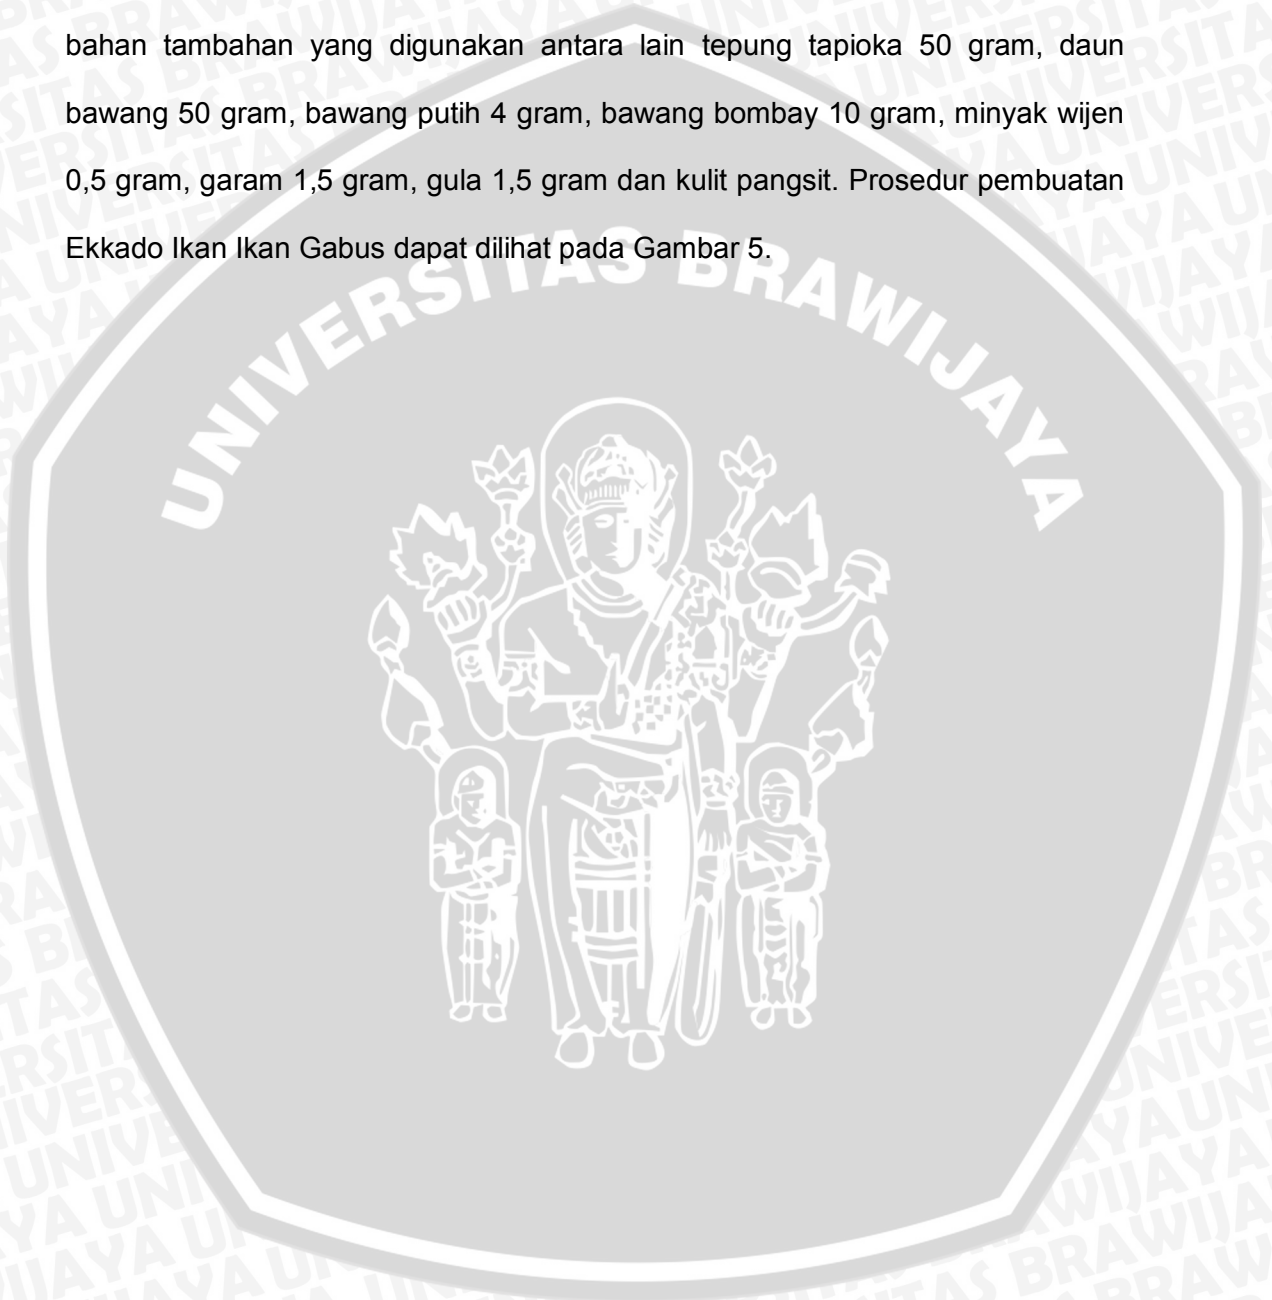 bahan tambahan yang digunakan antara lain tepung tapioka 50 gram, daun
bawang 50 gram, bawang putih 4 gram, bawang bombay 10 gram, minyak wijen
0,5 gram, garam 1,5 gram, gula 1,5 gram dan kulit pangsit. Prosedur pembuatan
Ekkado Ikan Ikan Gabus dapat dilihat pada Gambar 5.
UNIVERSITAS BRAWIJAYA